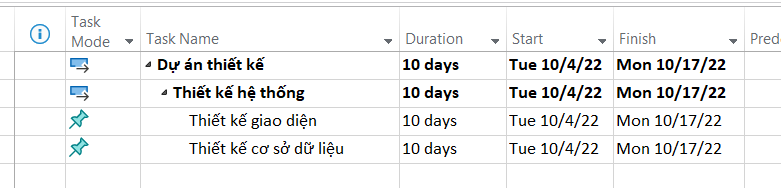 Task Mode Task Name Duration Start Finish Prede
Dự án thiết kế 10 days Tue 10/4/22 Mon 10/17/22
Thiết kế hệ thống 10 days Tue 10/4/22 Mon 10/17/22
Thiết kế giao diện 10 days Tue 10/4/22 Mon 10/17/22
Thiết kế cơ sở dữ liệu 10 days Tue 10/4/22 Mon 10/17/22